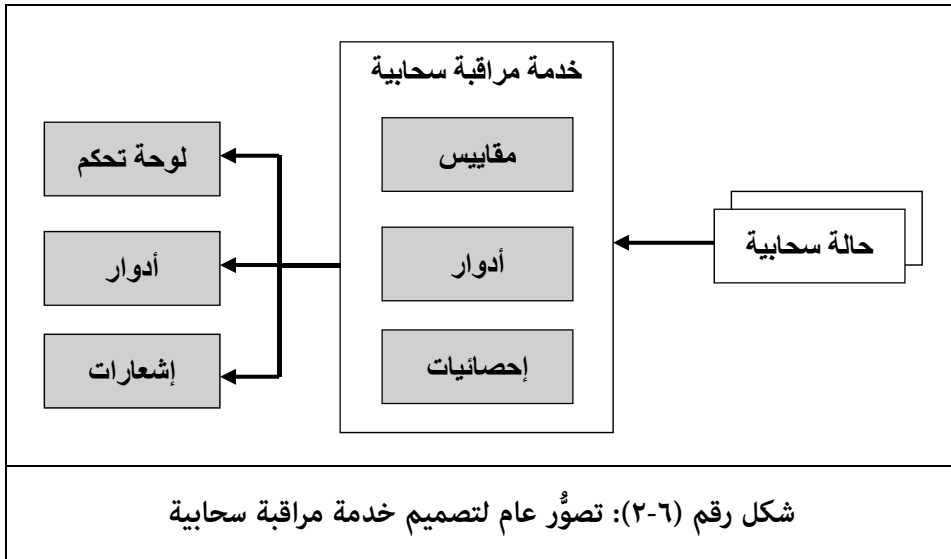 خدمة مراقبة سحابية
مقاييس
أدوار
إحصائيات
حالة سحابية
لوحة تحكم
أدوار
إشعارات
شكل رقم (٦-٢): تصوُّر عام لتصميم خدمة مراقبة سحابية